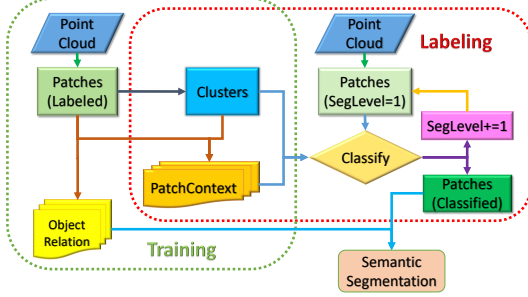 Point
Cloud
Point
Cloud
Labeling
Patches
(Labeled)
Clusters
Patches
(SegLevel=1)
SegLevel+=1
Classify
PatchContext
Patches
(Classified)
Object
Relation
Training
Semantic
Segmentation